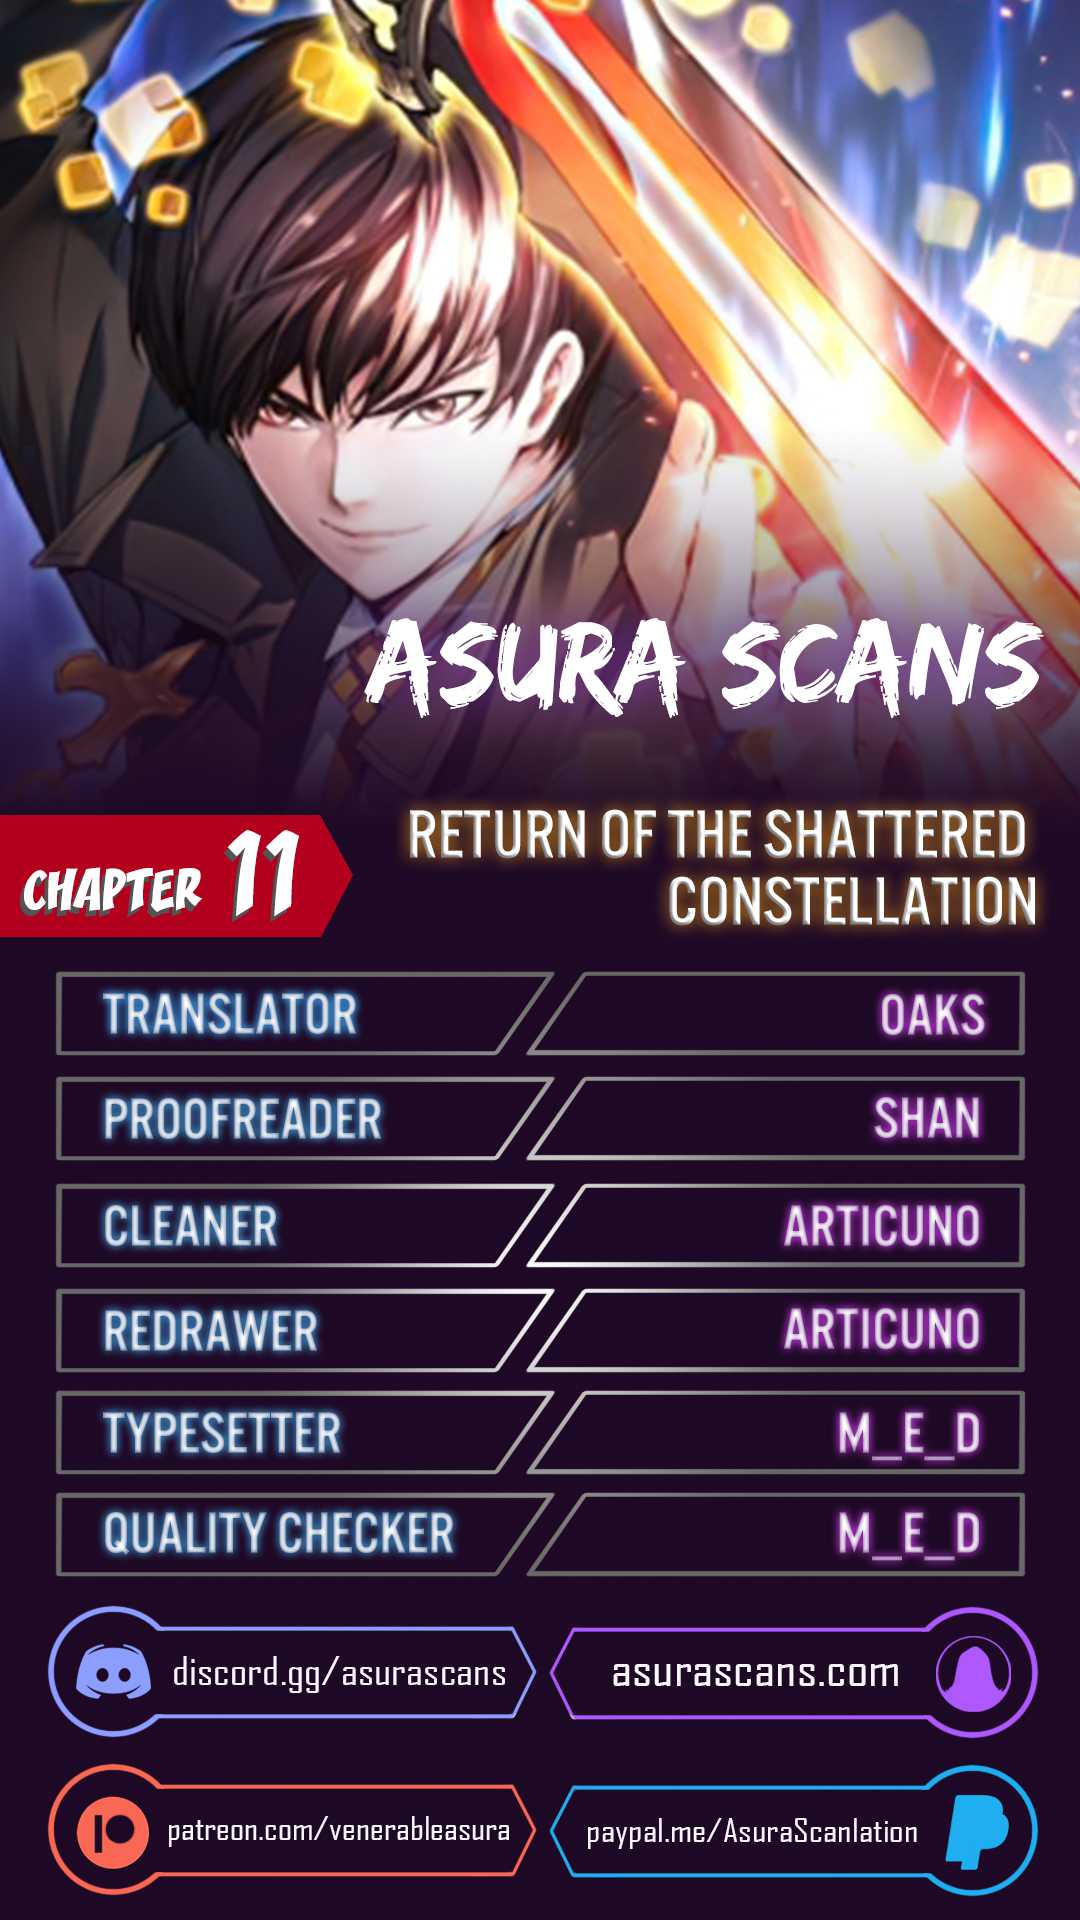 ASURA SCANS
CHAPTER 11
RETURN OF THE SHATTERED
CONSTELLATION
TRANSLATOR OAKS
PROOFREADER SHAN
CLEANER ARTICUNO
REDRAWER ARTICUNO
TYPESETTER M_E_D
QUALITY CHECKER M_E_D
discord.gg/asurascans
asurascans.com
patreon.com/venerableasura
paypal.me/AsuraScanlation